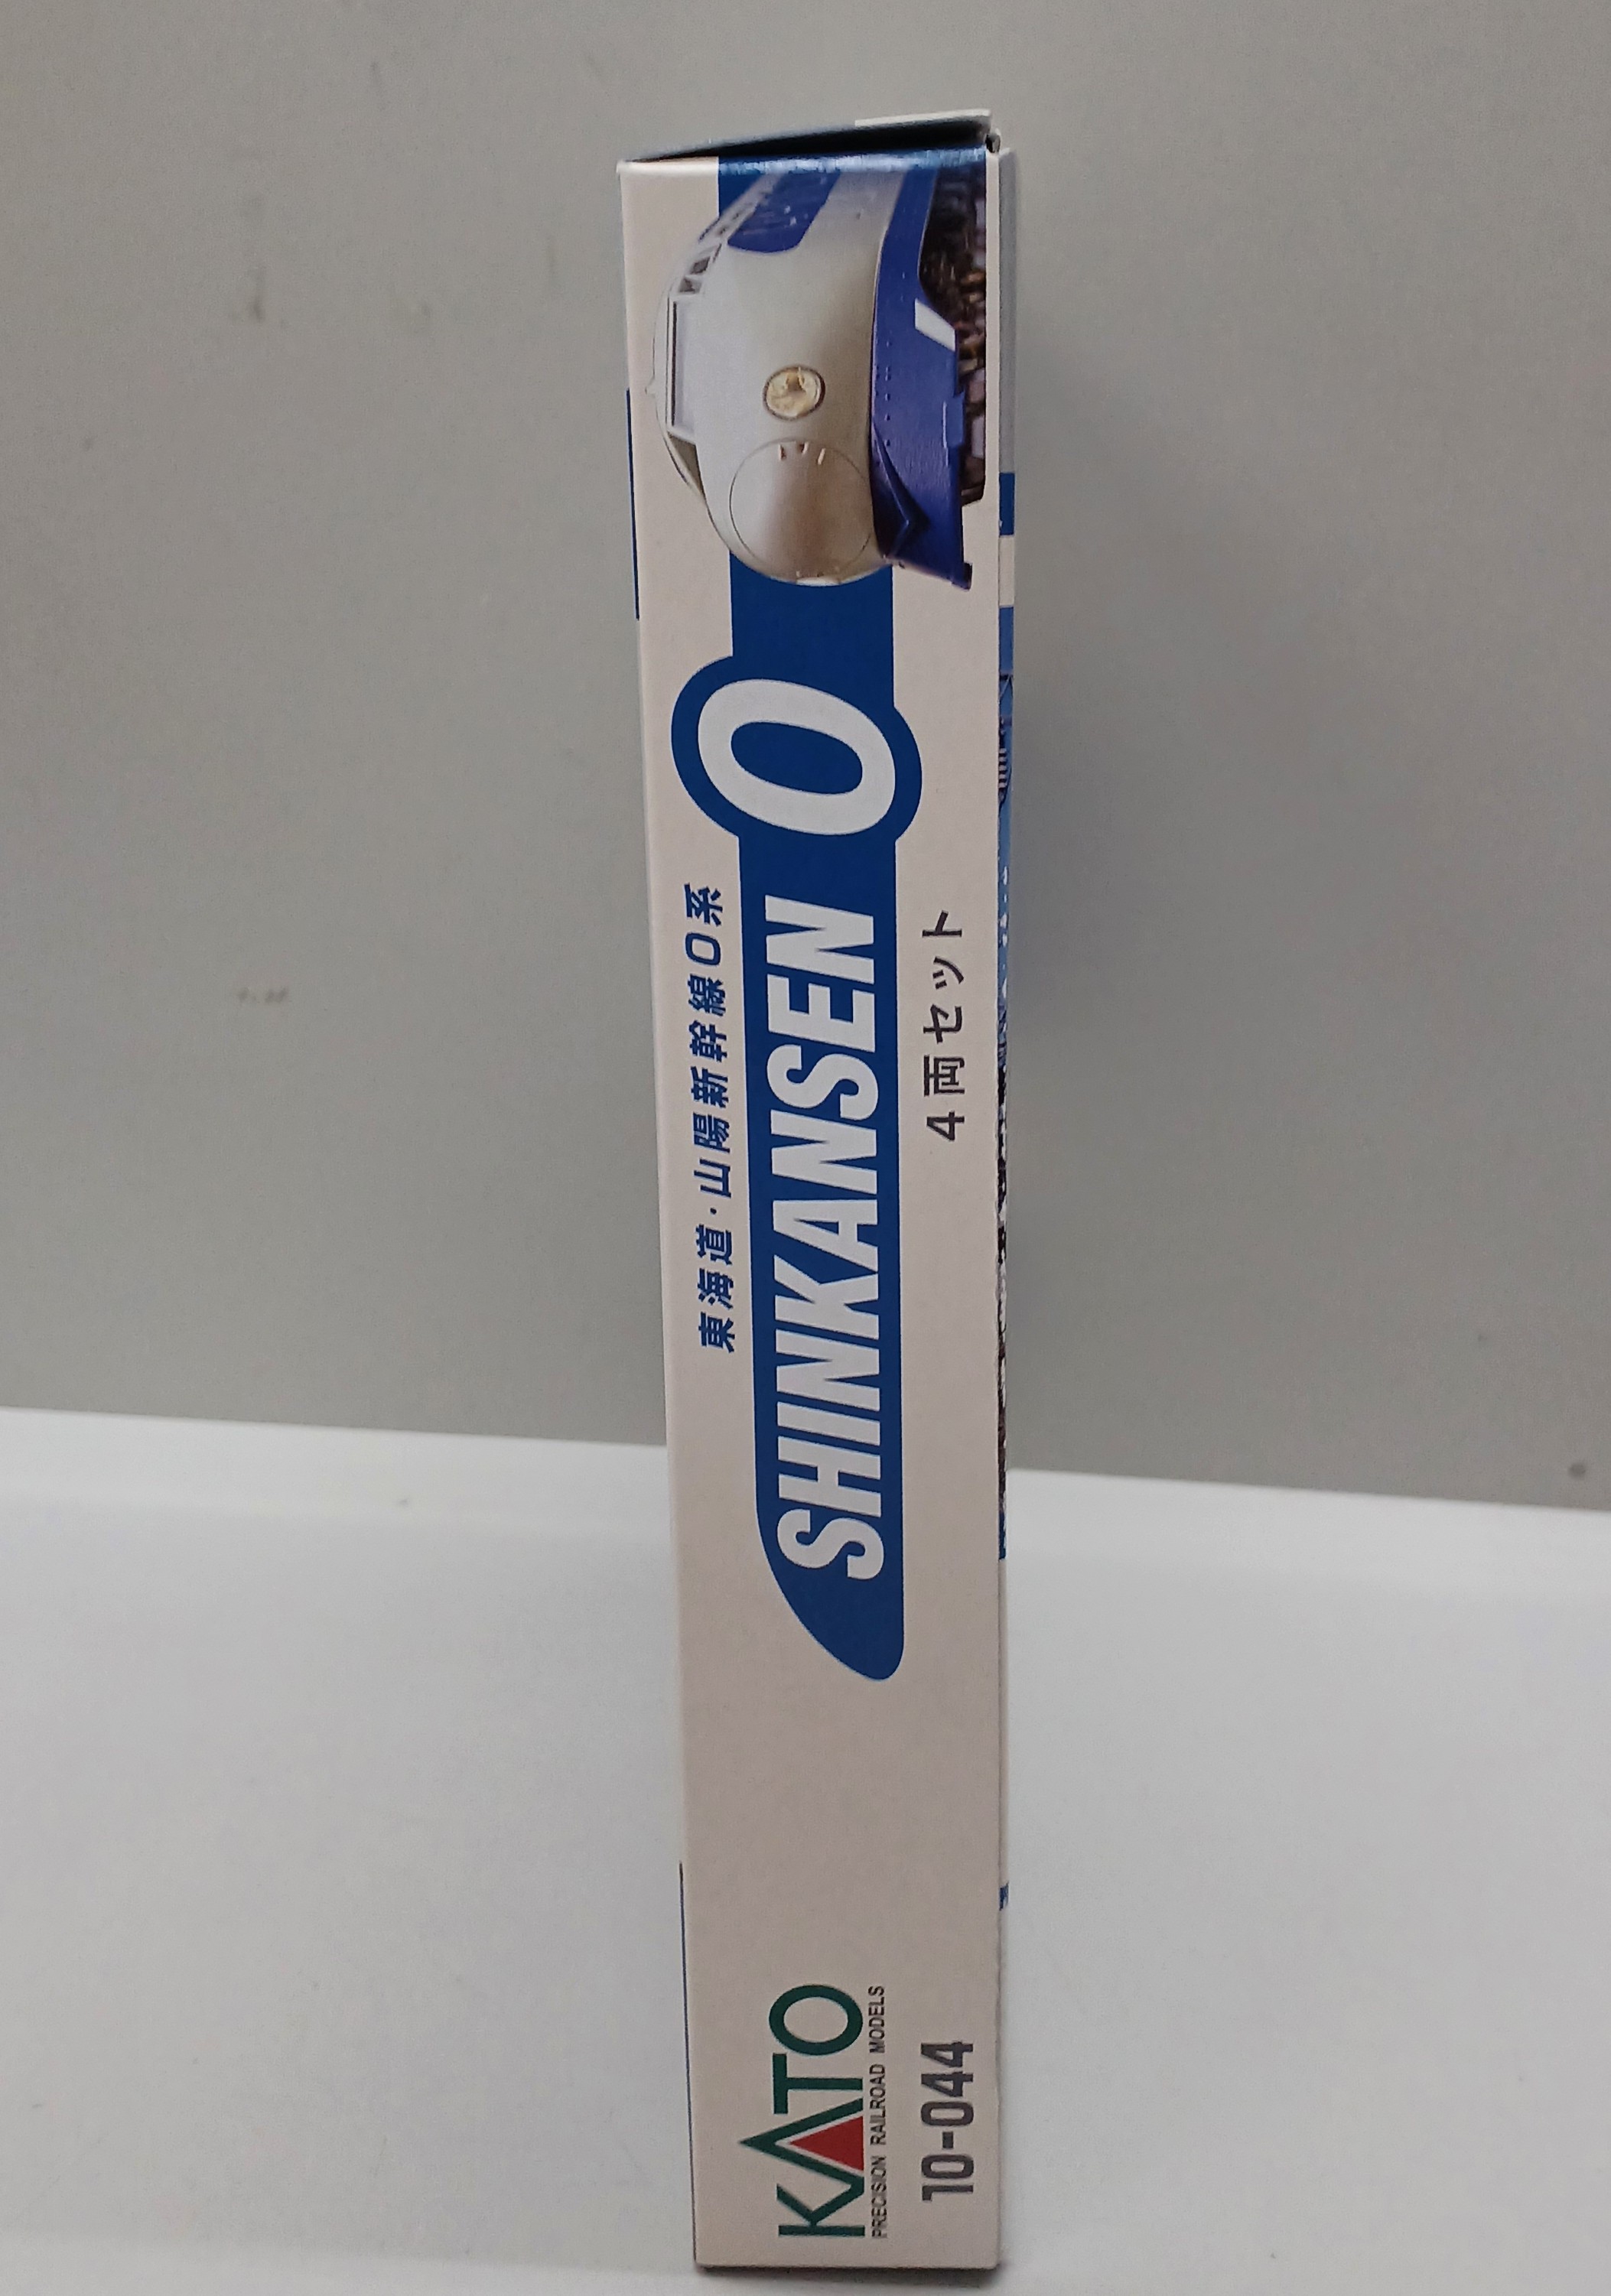 東海道・山陽新幹線0系
SHINKANSEN 0
4両セット
KATO
PRECISION RAILROAD MODELS
10-044